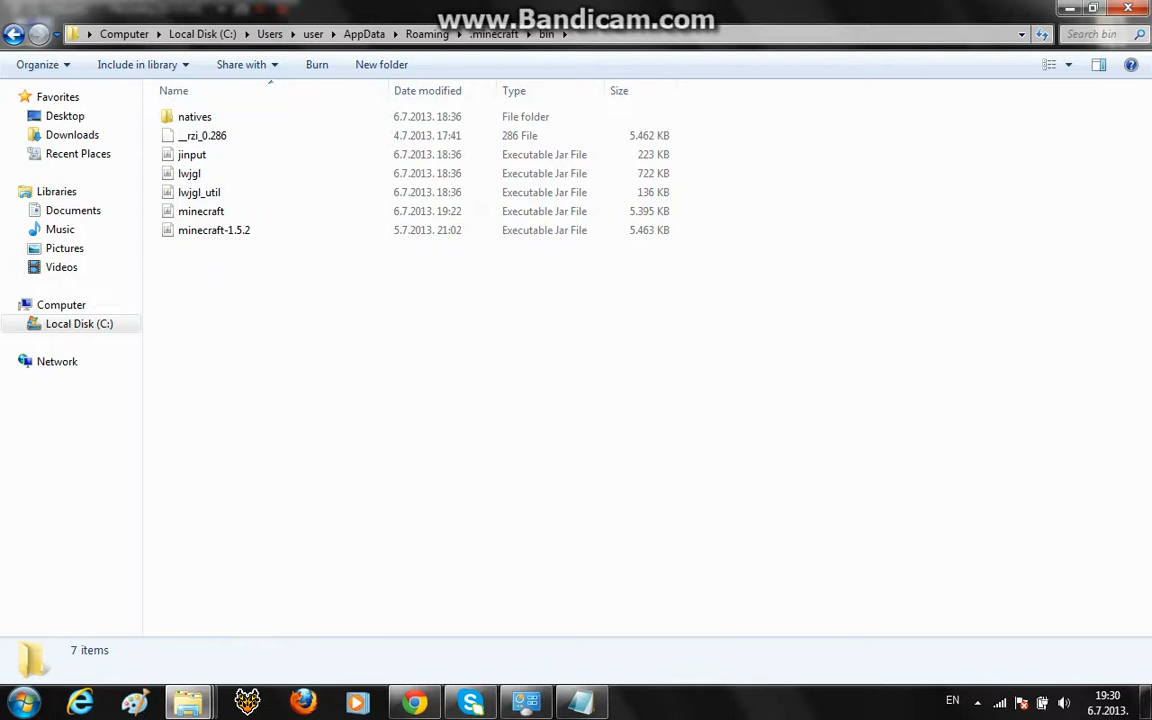 www.Bandicam.com
Computer Local Disk (C:) Users user AppData Roaming .minecraft bin Search bin
Organize Include in library Share with Burn New folder
Name Date modified Type Size
Favorites
Desktop
Downloads
Recent Places
Libraries
Documents
Music
Pictures
Videos
Computer
Local Disk (C:)
Network
natives 6.7.2013. 18:36 File folder
__rzi_0.286 4.7.2013. 17:41 286 File 5.462 KB
jinput 6.7.2013. 18:36 Executable Jar File 223 KB
lwjgl 6.7.2013. 18:36 Executable Jar File 722 KB
lwjgl_util 6.7.2013. 18:36 Executable Jar File 136 KB
minecraft 6.7.2013. 19:22 Executable Jar File 5.395 KB
minecraft-1.5.2 5.7.2013. 21:02 Executable Jar File 5.463 KB
7 items
EN 19:30
6.7.2013.